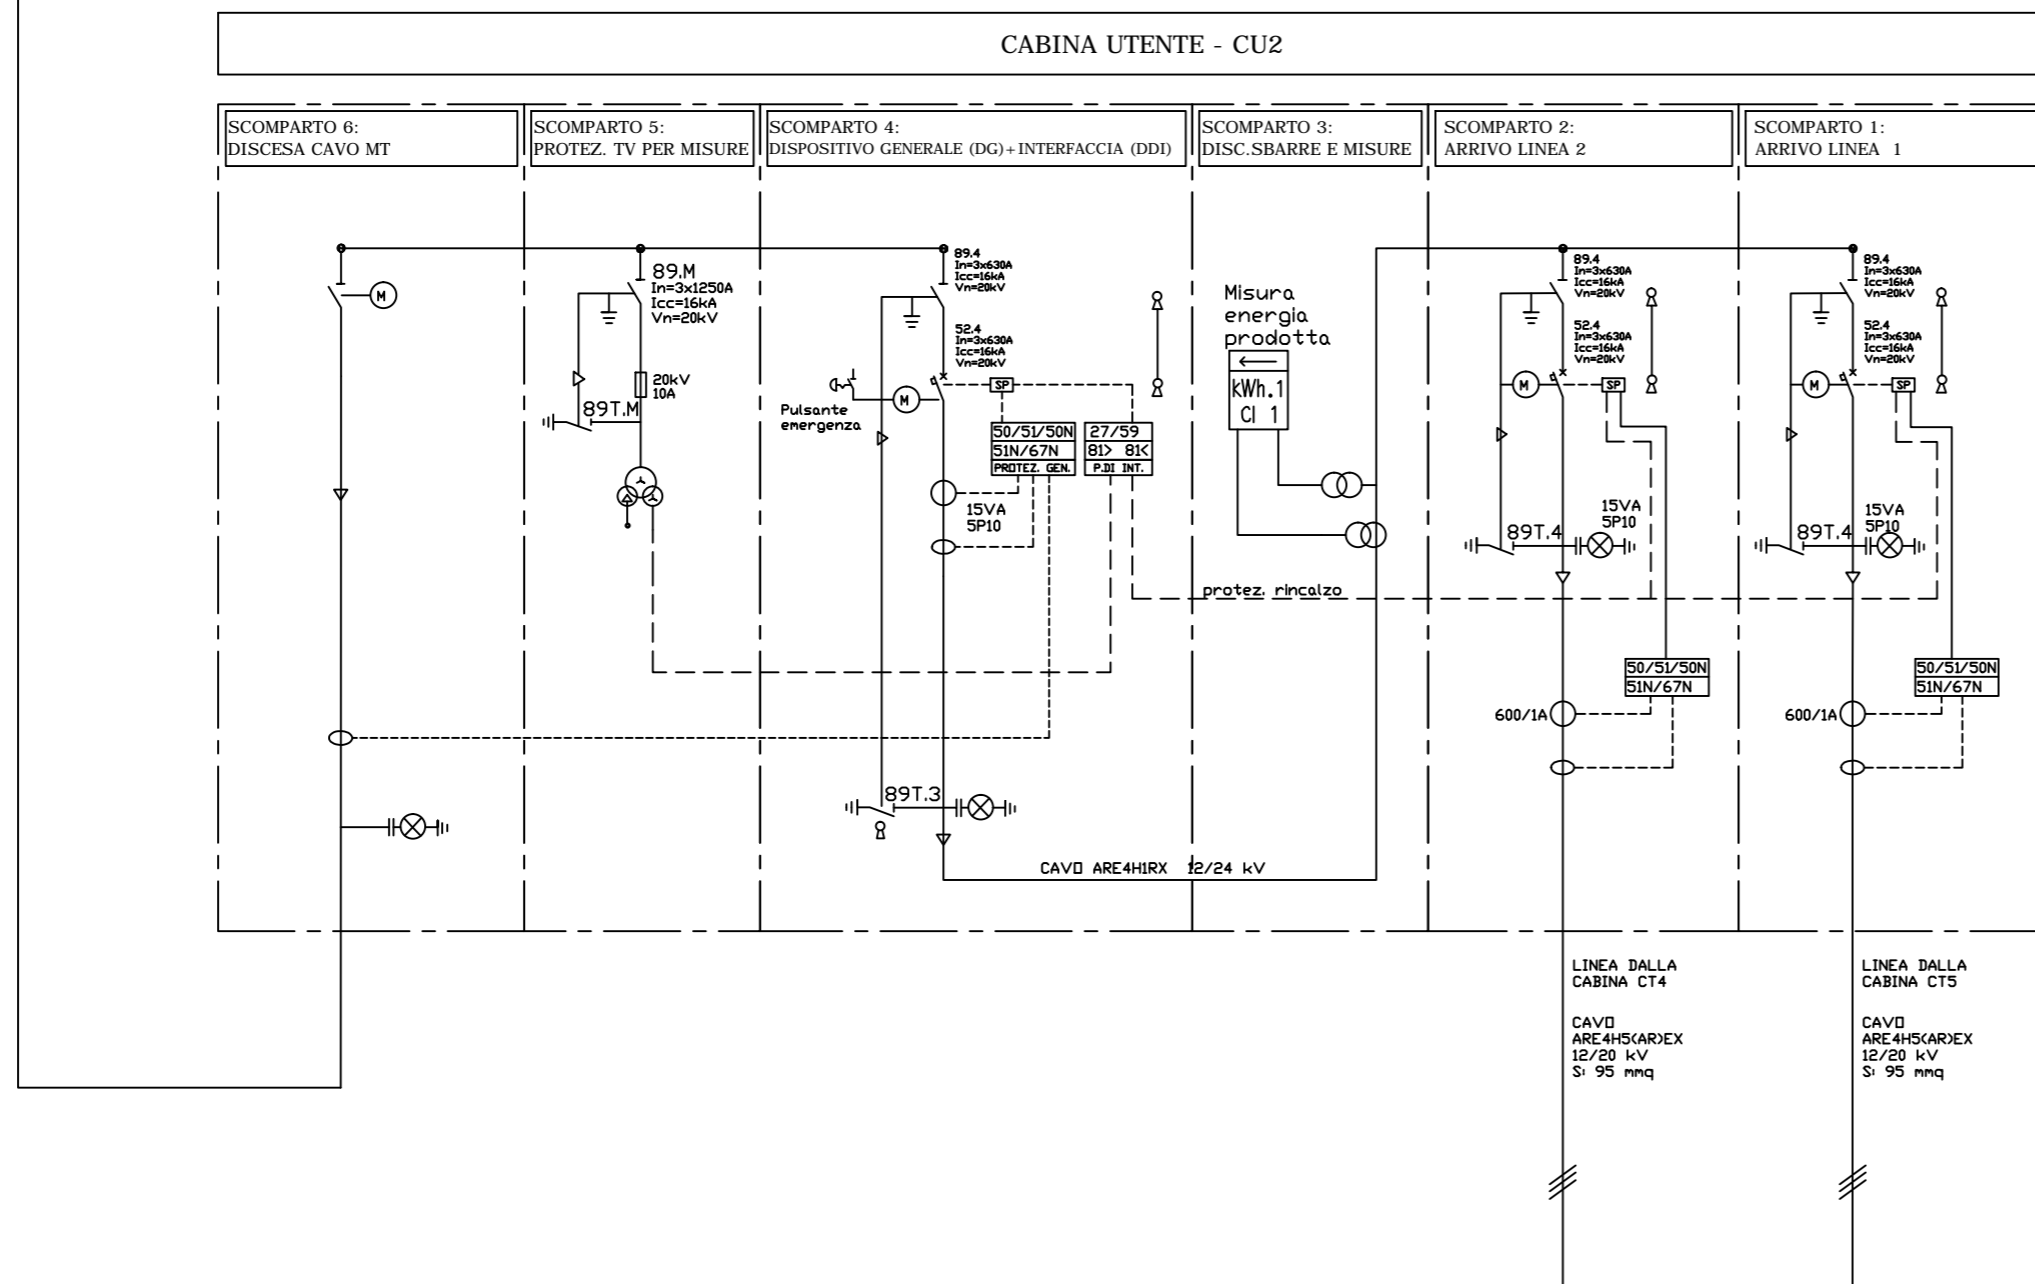 CABINA UTENTE - CU2
SCOMPARTO 6:
DISCESA CAVO MT
SCOMPARTO 5:
PROTEZ. TV PER MISURE
SCOMPARTO 4:
DISPOSITIVO GENERALE (DG)+INTERFACCIA (DDI)
SCOMPARTO 3:
DISC.SBARRE E MISURE
SCOMPARTO 2:
ARRIVO LINEA 2
SCOMPARTO 1:
ARRIVO LINEA 1
M
89.M
In=3x1250A
Icc=16kA
Vn=20kV
20kV
10A
89T.M
89.4
In=3x630A
Icc=16kA
Vn=20kV
52.4
In=3x630A
Icc=16kA
Vn=20kV
Pulsante
emergenza
M
SP
50/51/50N
51N/67N
PROTEZ. GEN.
27/59
81> 81<
P.DI INT.
15VA
5P10
89T.3
CAVO ARE4H1RX 12/24 kV
Misura
energia
prodotta
kWh.1
Cl 1
protez. rincalzo
89.4
In=3x630A
Icc=16kA
Vn=20kV
52.4
In=3x630A
Icc=16kA
Vn=20kV
M
SP
15VA
5P10
89T.4
50/51/50N
51N/67N
600/1A
LINEA DALLA
CABINA CT4
CAVO
ARE4H5(AR)EX
12/20 kV
S: 95 mmq
89.4
In=3x630A
Icc=16kA
Vn=20kV
52.4
In=3x630A
Icc=16kA
Vn=20kV
M
SP
15VA
5P10
89T.4
50/51/50N
51N/67N
600/1A
LINEA DALLA
CABINA CT5
CAVO
ARE4H5(AR)EX
12/20 kV
S: 95 mmq